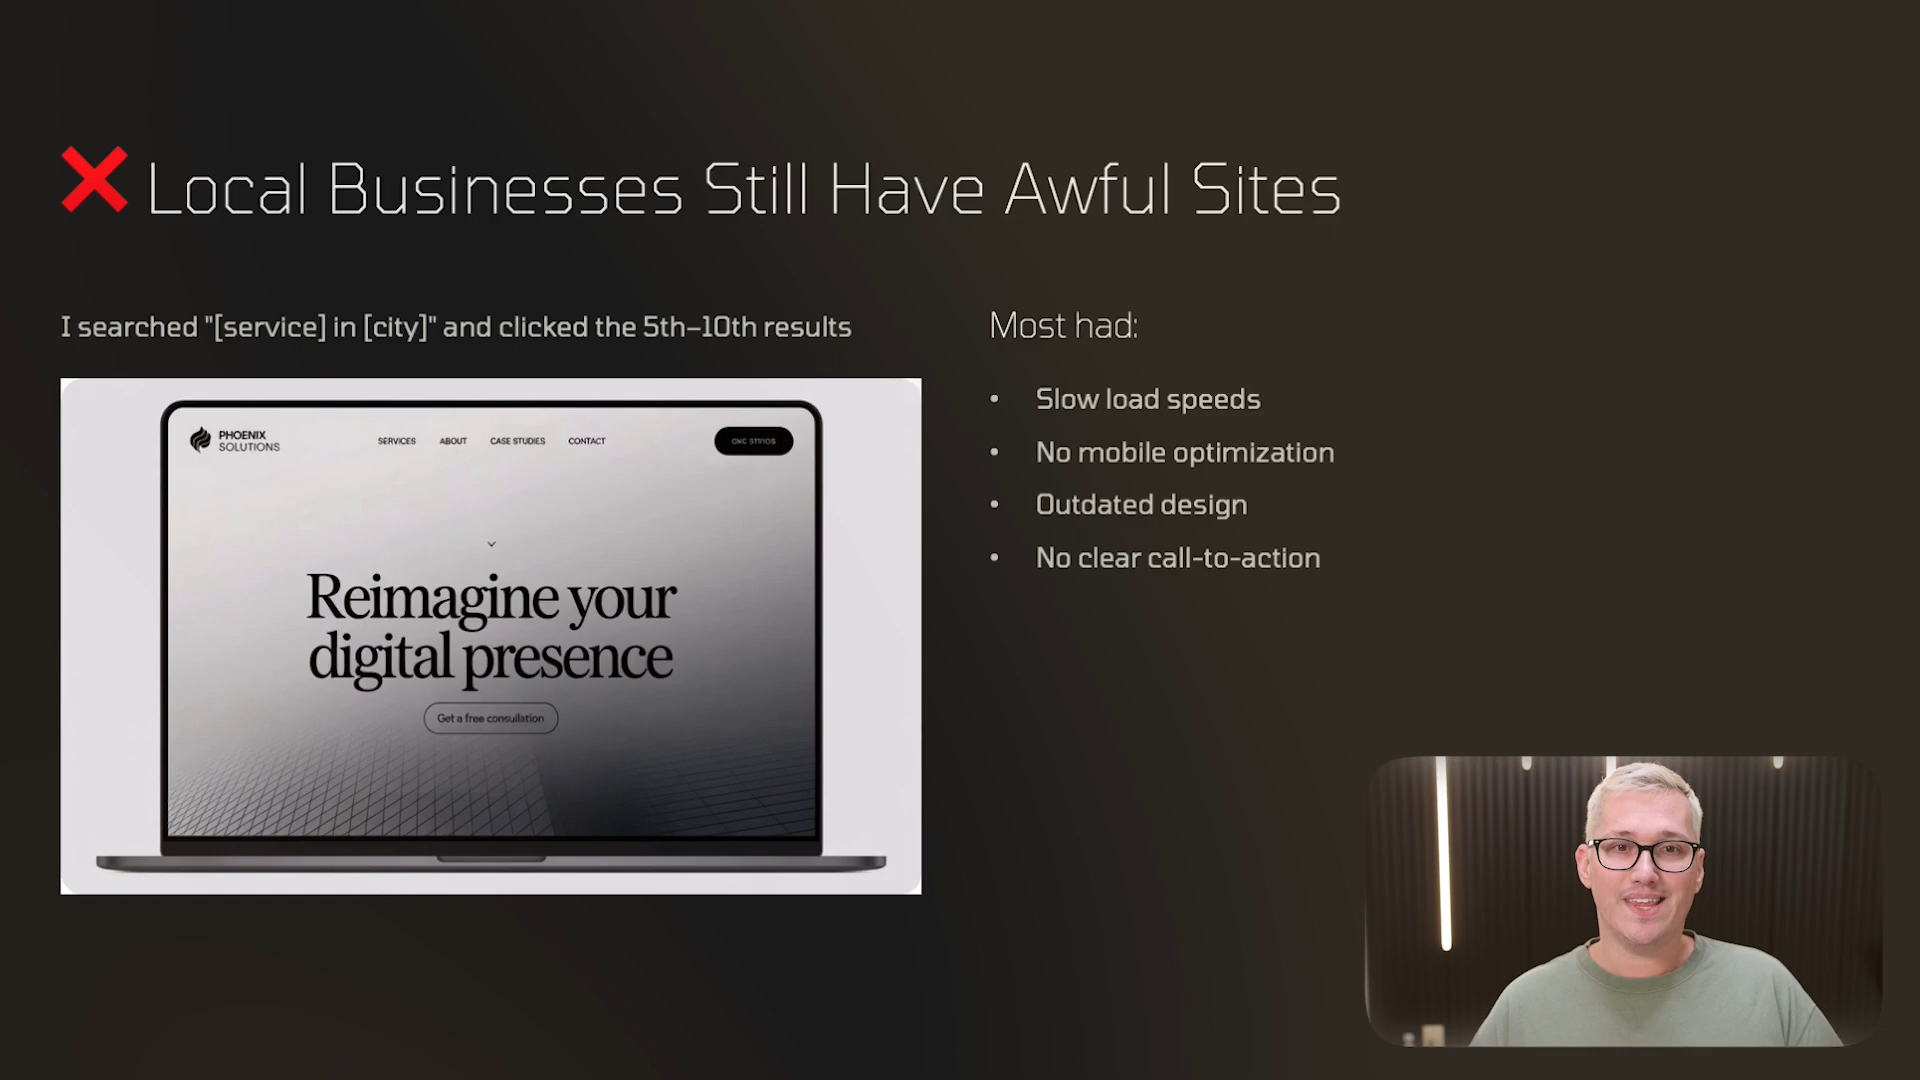 ❌ Local Businesses Still Have Awful Sites
I searched "[service] in [city]" and clicked the 5th–10th results
PHOENIX
SOLUTIONS
SERVICES
ABOUT
CASE STUDIES
CONTACT
Reimagine your
digital presence
Get a free consuilation
Most had:
• Slow load speeds
• No mobile optimization
• Outdated design
• No clear call-to-action